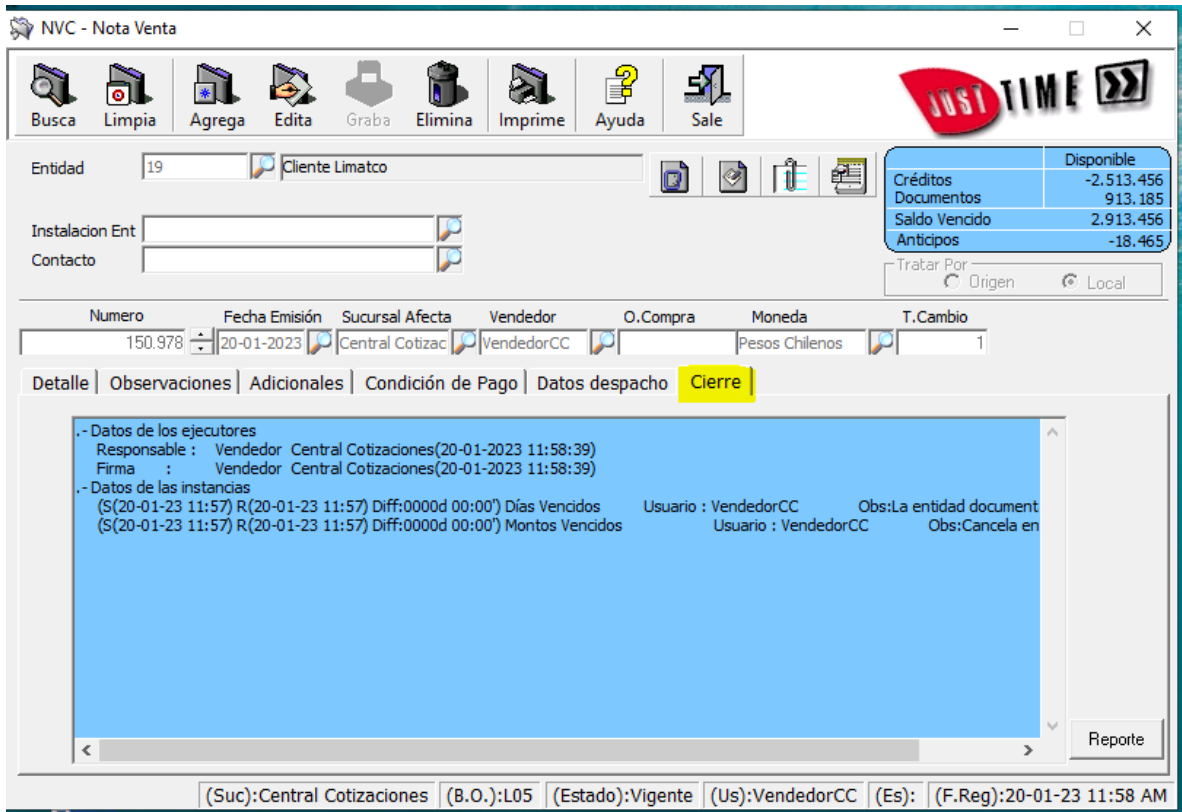 NVC - Nota Venta
Busca Limpia Agrega Edita Graba Elimina Imprime Ayuda Sale
JUST TIME
Entidad 19 Cliente Limatco
Disponible
Créditos -2.513.456
Documentos 913.185
Saldo Vencido 2.913.456
Anticipos -18.465
Instalacion Ent
Contacto
Tratar Por
Origen Local
Numero Fecha Emisión Sucursal Afecta Vendedor O.Compra Moneda T.Cambio
150.978 20-01-2023 Central Cotizac VendedorCC Pesos Chilenos 1
Detalle Observaciones Adicionales Condición de Pago Datos despacho Cierre
.- Datos de los ejecutores
Responsable : Vendedor Central Cotizaciones(20-01-2023 11:58:39)
Firma : Vendedor Central Cotizaciones(20-01-2023 11:58:39)
.- Datos de las instancias
(S(20-01-23 11:57) R(20-01-23 11:57) Diff:0000d 00:00') Días Vencidos Usuario : VendedorCC Obs:La entidad document
(S(20-01-23 11:57) R(20-01-23 11:57) Diff:0000d 00:00') Montos Vencidos Usuario : VendedorCC Obs:Cancela en
Reporte
(Suc):Central Cotizaciones (B.O.):L05 (Estado):Vigente (Us):VendedorCC (Es): (F.Reg):20-01-23 11:58 AM